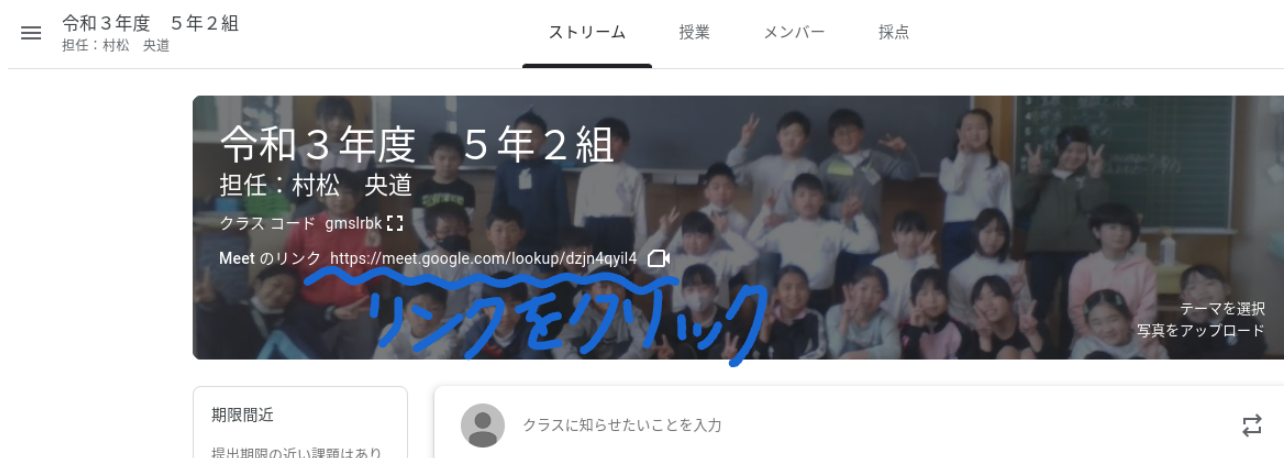 令和３年度　５年２組
担任：村松　央道
ストリーム
授業
メンバー
採点
令和３年度　５年２組
担任：村松　央道
クラス コード gmslrbk
Meet のリンク https://meet.google.com/lookup/dzjn4qyil4
リンクをクリック
テーマを選択
写真をアップロード
期限間近
クラスに知らせたいことを入力
提出期限の近い課題はあり